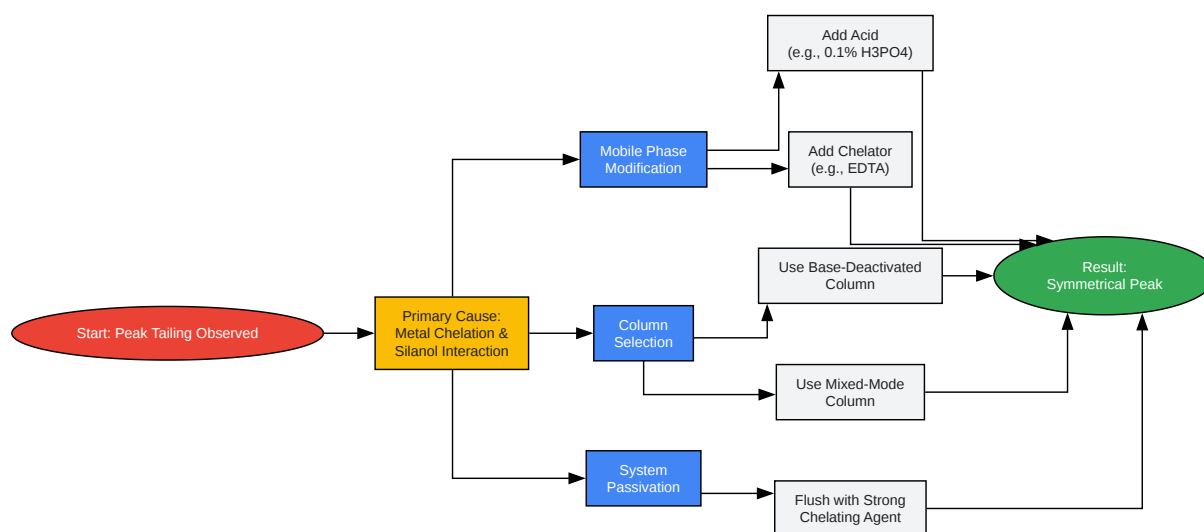 Add Acid
(e.g., 0.1% H3PO4)
Mobile Phase
Modification
Add Chelator
(e.g., EDTA)
Use Base-Deactivated
Column
Result:
Symmetrical Peak
Start: Peak Tailing Observed
Primary Cause:
Metal Chelation &
Silanol Interaction
Column
Selection
Use Mixed-Mode
Column
System
Passivation
Flush with Strong
Chelating Agent